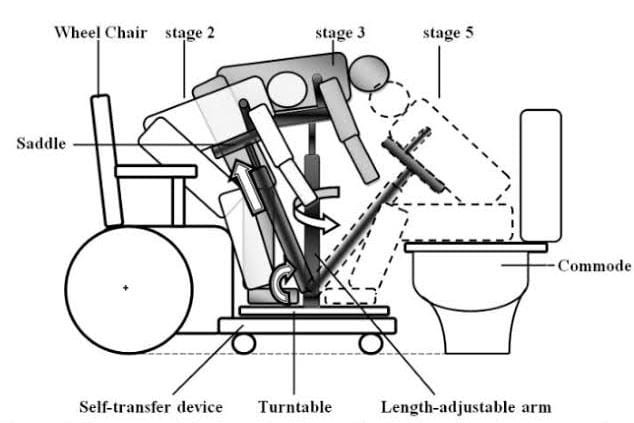 Wheel Chair stage 2 stage 3 stage 5
Saddle
Commode
Self-transfer device Turntable Length-adjustable arm